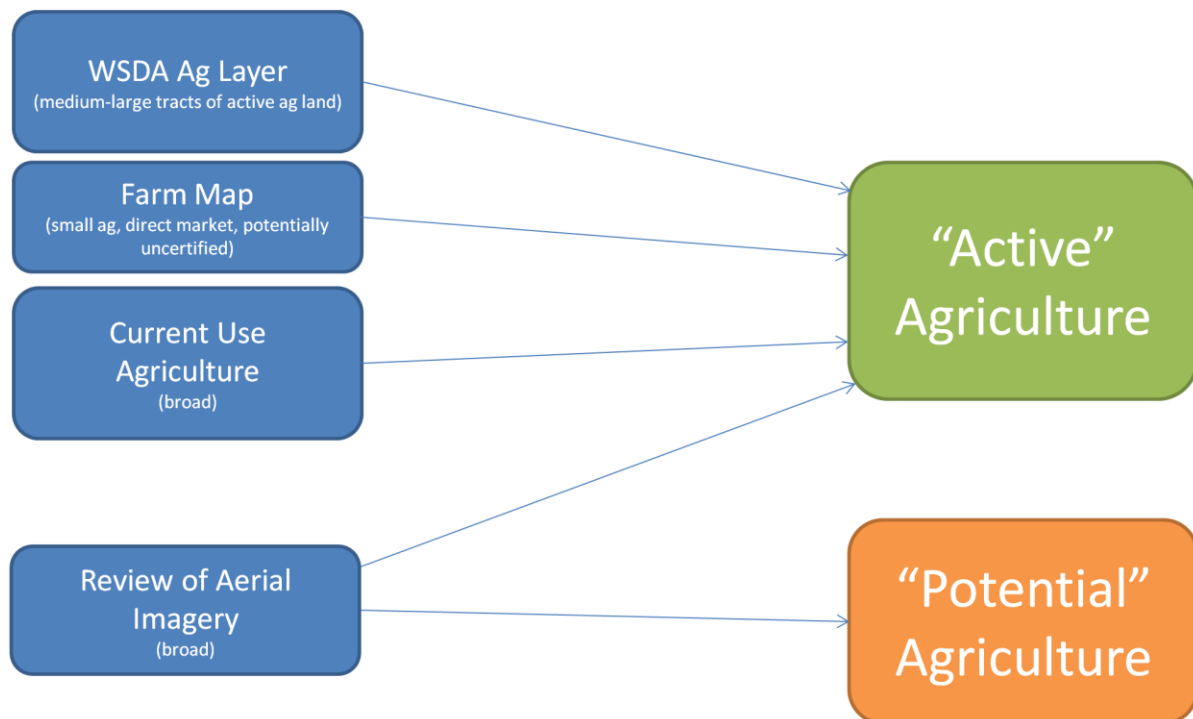 WSDA Ag Layer
(medium-large tracts of active ag land)
Farm Map
(small ag, direct market, potentially
uncertified)
Current Use
Agriculture
(broad)
Review of Aerial
Imagery
(broad)
“Active”
Agriculture
“Potential”
Agriculture